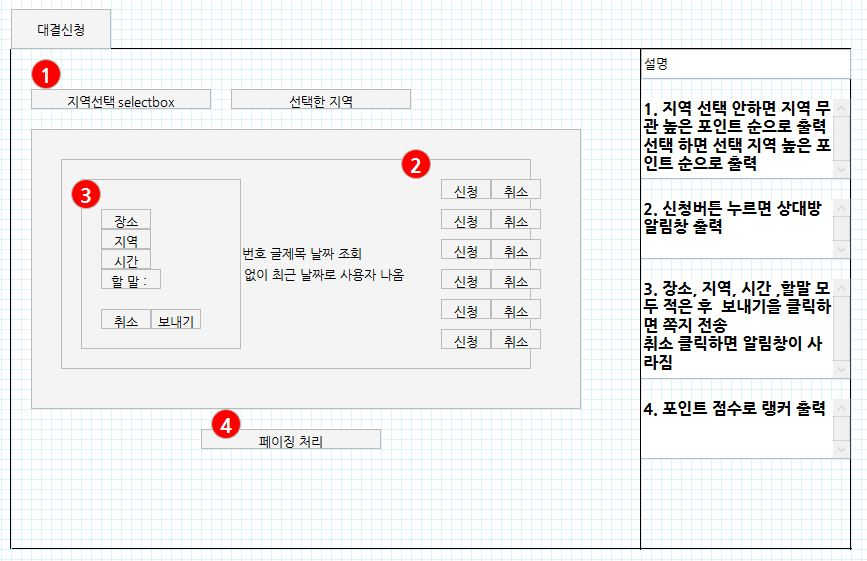 대결신청
1
지역선택 selectbox
선택한 지역
2
신청 취소
신청 취소
신청 취소
신청 취소
신청 취소
신청 취소
3
장소
지역
시간
할 말 :
취소 보내기
번호 글제목 날짜 조회
없이 최근 날짜로 사용자 나옴
4
페이징 처리
설명
1. 지역 선택 안하면 지역 무
관 높은 포인트 순으로 출력
선택 하면 선택 지역 높은 포
인트 순으로 출력
2. 신청버튼 누르면 상대방
알림창 출력
3. 장소, 지역, 시간 ,할말 모
두 적은 후 보내기을 클릭하
면 쪽지 전송
취소 클릭하면 알림창이 사
라짐
4. 포인트 점수로 랭커 출력